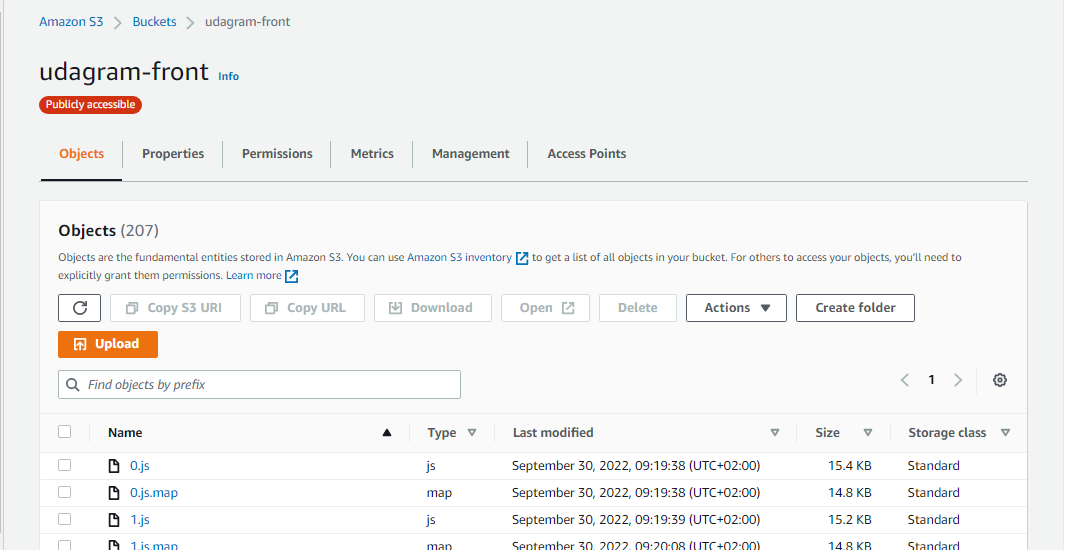 Amazon S3 > Buckets > udagram-front
udagram-front Info
Publicly accessible
Objects Properties Permissions Metrics Management Access Points
Objects (207)
Objects are the fundamental entities stored in Amazon S3. You can use Amazon S3 inventory to get a list of all objects in your bucket. For others to access your objects, you'll need to
explicitly grant them permissions. Learn more
Copy S3 URI Copy URL Download Open Delete Actions Create folder
Upload
Find objects by prefix 1
Name Type Last modified Size Storage class
0.js js September 30, 2022, 09:19:38 (UTC+02:00) 15.4 KB Standard
0.js.map map September 30, 2022, 09:19:38 (UTC+02:00) 14.8 KB Standard
1.js js September 30, 2022, 09:19:39 (UTC+02:00) 15.2 KB Standard
1.js.map map September 30, 2022, 09:20:08 (UTC+02:00) 14.8 KB Standard